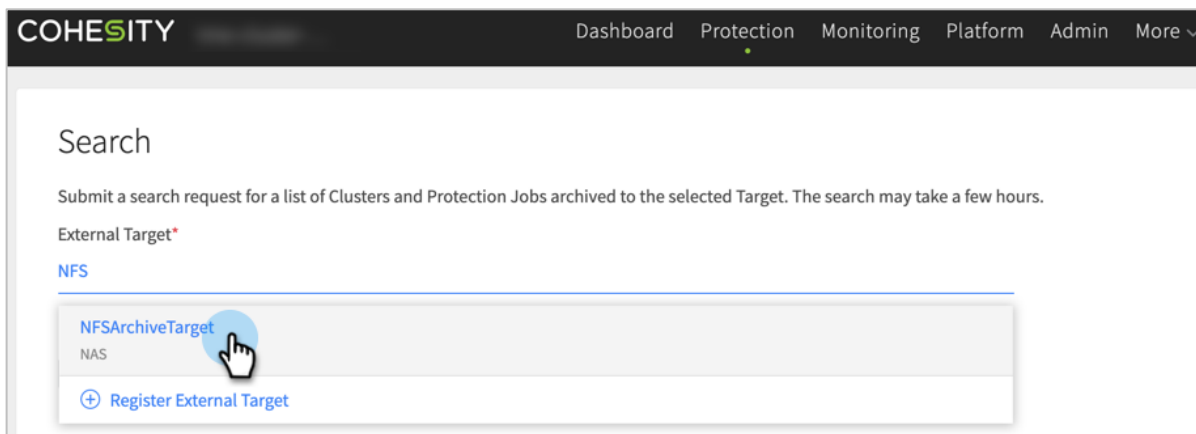 COHESITY Dashboard Protection Monitoring Platform Admin More
Search
Submit a search request for a list of Clusters and Protection Jobs archived to the selected Target. The search may take a few hours.
External Target*
NFS
NFSArchiveTarget
NAS
Register External Target